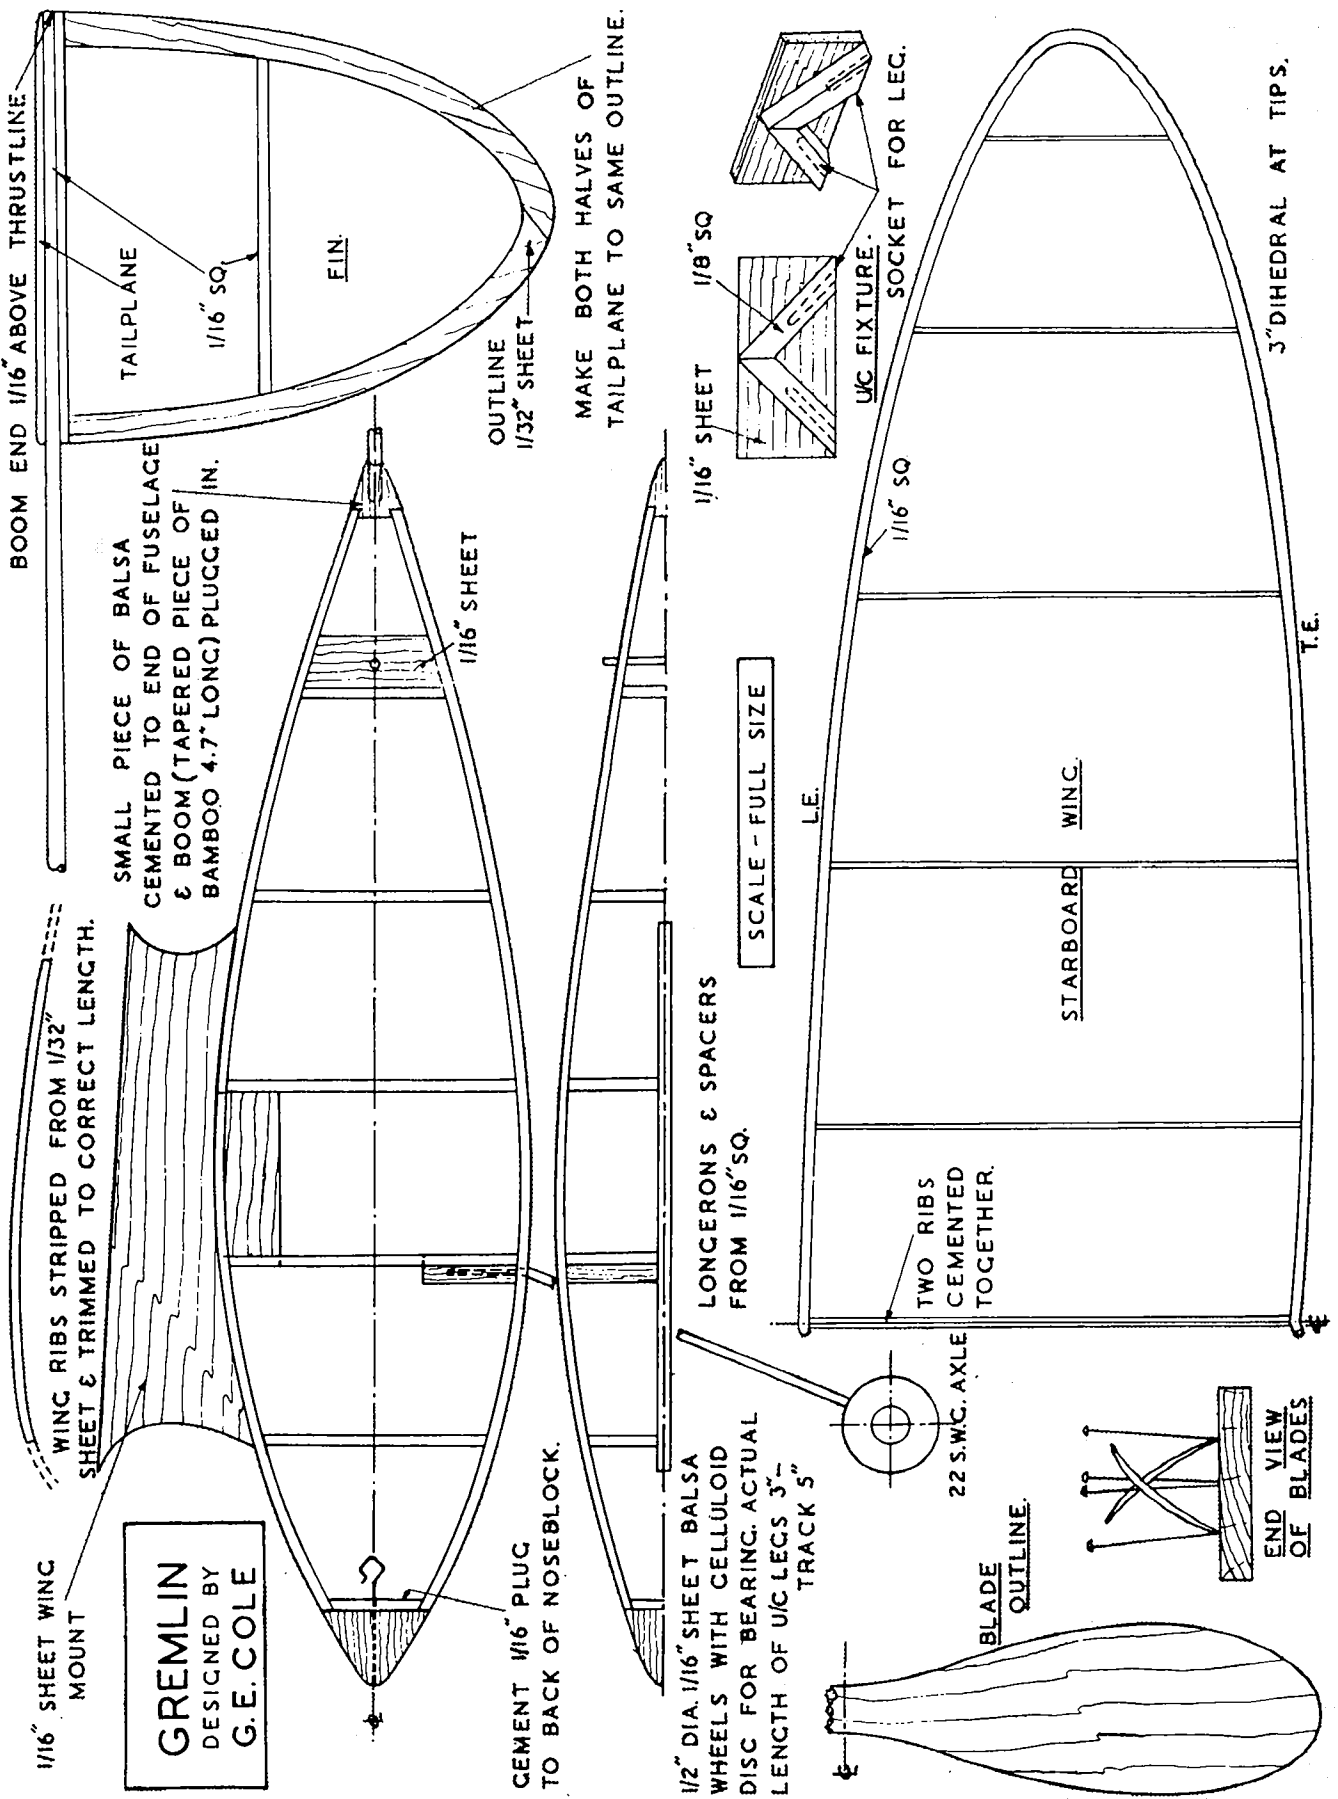 GREMLIN
DESIGNED BY
G.E. COLE
1/16" SHEET WING
MOUNT
WING RIBS STRIPPED FROM 1/32"
SHEET & TRIMMED TO CORRECT LENGTH.
SMALL PIECE OF BALSA
CEMENTED TO END OF FUSELAGE
& BOOM (TAPERED PIECE OF
BAMBOO 4.7" LONG) PLUGGED IN.
BOOM END 1/16" ABOVE THRUSTLINE
TAILPLANE
1/16" SQ.
FIN.
OUTLINE
1/32" SHEET
MAKE BOTH HALVES OF
TAILPLANE TO SAME OUTLINE.
1/16" SHEET
CEMENT 1/16" PLUG
TO BACK OF NOSEBLOCK.
LONGERONS & SPACERS
FROM 1/16" SQ.
SCALE - FULL SIZE
1/16" SHEET
1/8" SQ
U/C FIXTURE.
SOCKET FOR LEG.
1/2" DIA. 1/16" SHEET BALSA
WHEELS WITH CELLULOID
DISC FOR BEARING. ACTUAL
LENGTH OF U/C LEGS 3"-
TRACK 5"
22 S.W.G. AXLE
TWO RIBS
CEMENTED
TOGETHER.
L.E.
1/16" SQ
STARBOARD WING.
T.E.
3" DIHEDRAL AT TIPS.
BLADE
OUTLINE.
END VIEW
OF BLADES